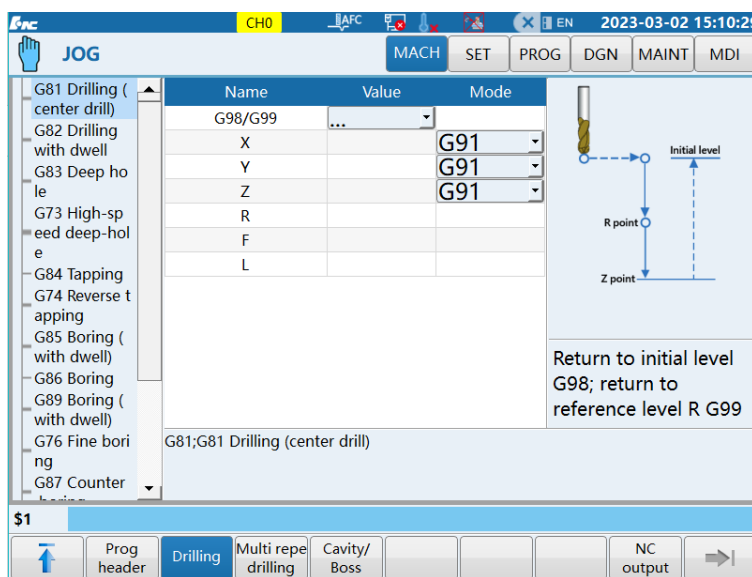 CH0 AFC EN 2023-03-02 15:10:29
JOG
MACH SET PROG DGN MAINT MDI
G81 Drilling (
center drill)
G82 Drilling
with dwell
G83 Deep ho
le
G73 High-sp
eed deep-hol
e
G84 Tapping
G74 Reverse t
apping
G85 Boring (
with dwell)
G86 Boring
G89 Boring (
with dwell)
G76 Fine bori
ng
G87 Counter
Name Value Mode
G98/G99 ...
X G91
Y G91
Z G91
R
F
L
Initial level
R point
Z point
Return to initial level
G98; return to
reference level R G99
G81;G81 Drilling (center drill)
$1
Prog
header
Drilling
Multi repe
drilling
Cavity/
Boss
NC
output